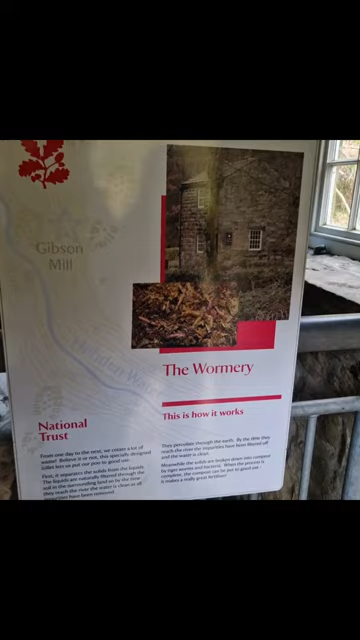 Gibson
Mill
Hebden Wa
The Wormery
National
Trust
This is how it works
From one day to the next, we create a lot of
waste! Believe it or not, this specially designed
toilet lets us put our poo to good use.
First, it separates the solids from the liquids.
The liquids are naturally filtered through the
soil in the surrounding land so by the time
they reach the river the water is clean as all
impurities have been removed.
They percolate through the earth. By the time they
reach the river the impurities have been filtered off
and the water is clean.
Meanwhile the solids are broken down into compost
by tiger worms and bacteria. When the process is
complete, the compost can be put to good use -
it makes a really great fertiliser!